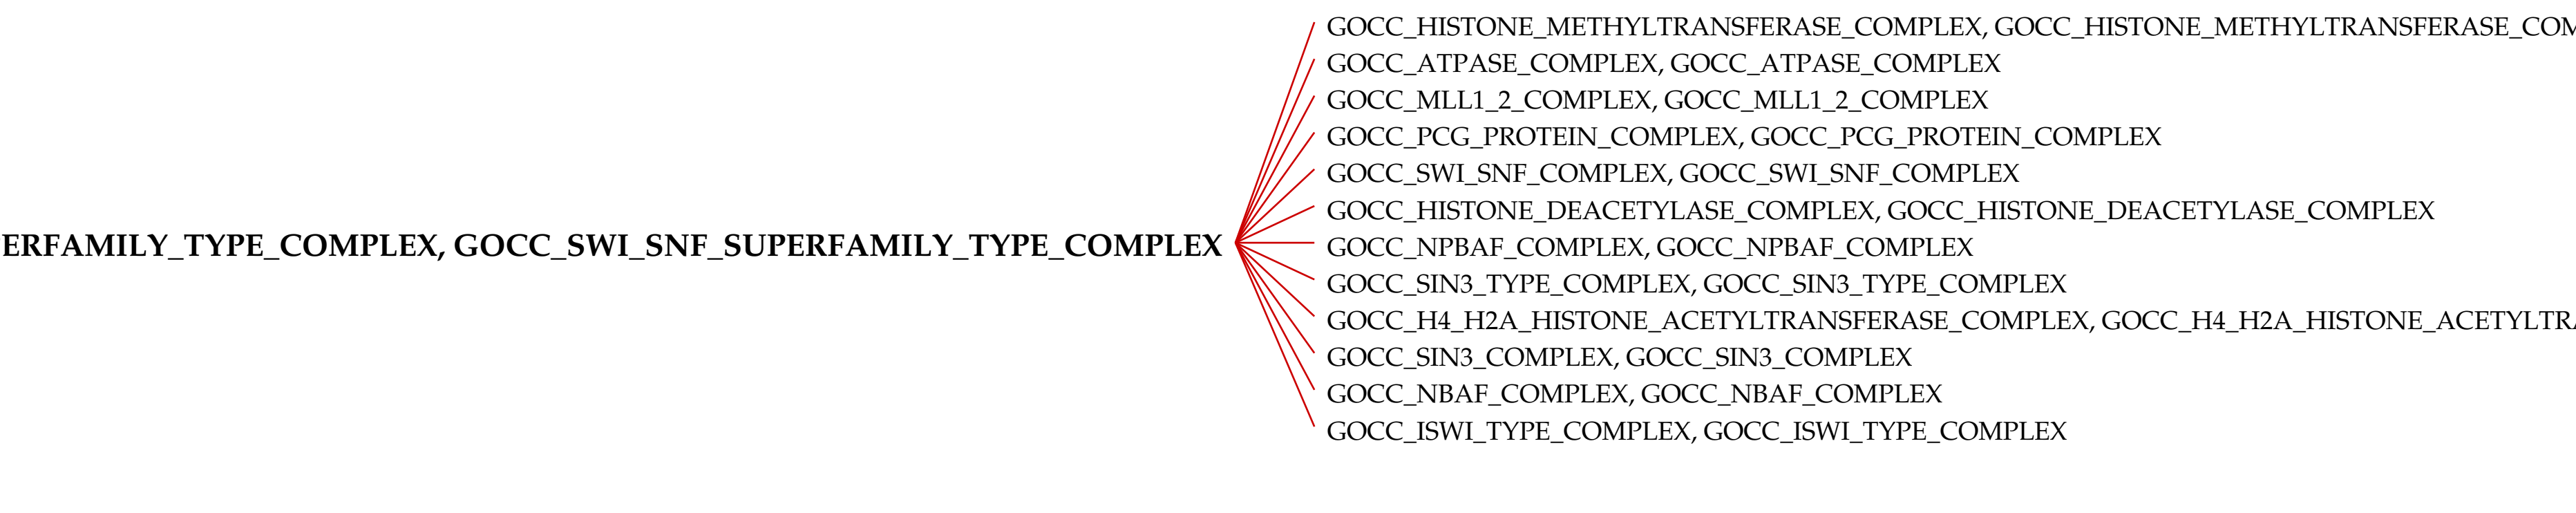 GOCC_HISTONE_METHYLTRANSFERASE_COMPLEX, GOCC_HISTONE_METHYLTRANSFERASE_COM
GOCC_ATPASE_COMPLEX, GOCC_ATPASE_COMPLEX
GOCC_MLL1_2_COMPLEX, GOCC_MLL1_2_COMPLEX
GOCC_PCG_PROTEIN_COMPLEX, GOCC_PCG_PROTEIN_COMPLEX
GOCC_SWI_SNF_COMPLEX, GOCC_SWI_SNF_COMPLEX
GOCC_HISTONE_DEACETYLASE_COMPLEX, GOCC_HISTONE_DEACETYLASE_COMPLEX
ERFAMILY_TYPE_COMPLEX, GOCC_SWI_SNF_SUPERFAMILY_TYPE_COMPLEX
GOCC_NPBAF_COMPLEX, GOCC_NPBAF_COMPLEX
GOCC_SIN3_TYPE_COMPLEX, GOCC_SIN3_TYPE_COMPLEX
GOCC_H4_H2A_HISTONE_ACETYLTRANSFERASE_COMPLEX, GOCC_H4_H2A_HISTONE_ACETYLTRA
GOCC_SIN3_COMPLEX, GOCC_SIN3_COMPLEX
GOCC_NBAF_COMPLEX, GOCC_NBAF_COMPLEX
GOCC_ISWI_TYPE_COMPLEX, GOCC_ISWI_TYPE_COMPLEX